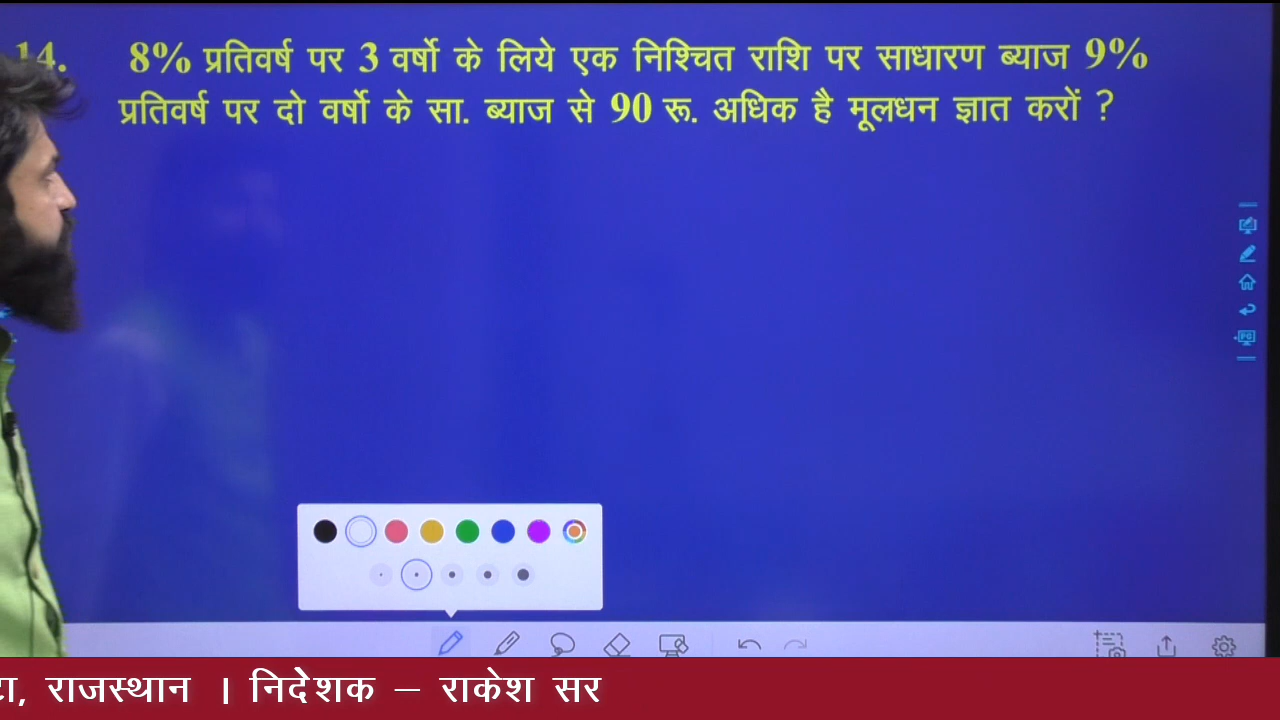 14. 8% प्रतिवर्ष पर 3 वर्षो के लिये एक निश्चित राशि पर साधारण ब्याज 9%
प्रतिवर्ष पर दो वर्षो के सा. ब्याज से 90 रू. अधिक है मूलधन ज्ञात करों ?
राजस्थान । निदेशक – राकेश सर